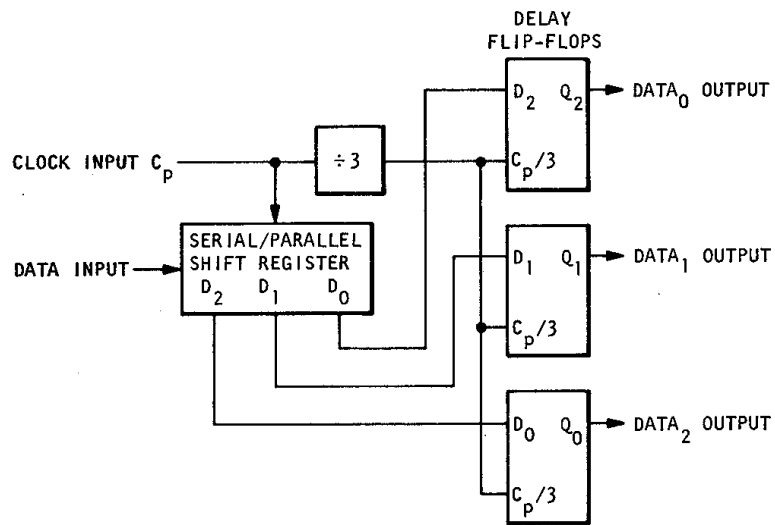 DELAY
FLIP-FLOPS
D₂ Q₂ DATA₀ OUTPUT
CLOCK INPUT Cₚ ÷3 Cₚ/3
SERIAL/PARALLEL
SHIFT REGISTER
D₂ D₁ D₀
DATA INPUT
D₁ Q₁ DATA₁ OUTPUT
Cₚ/3
D₀ Q₀ DATA₂ OUTPUT
Cₚ/3